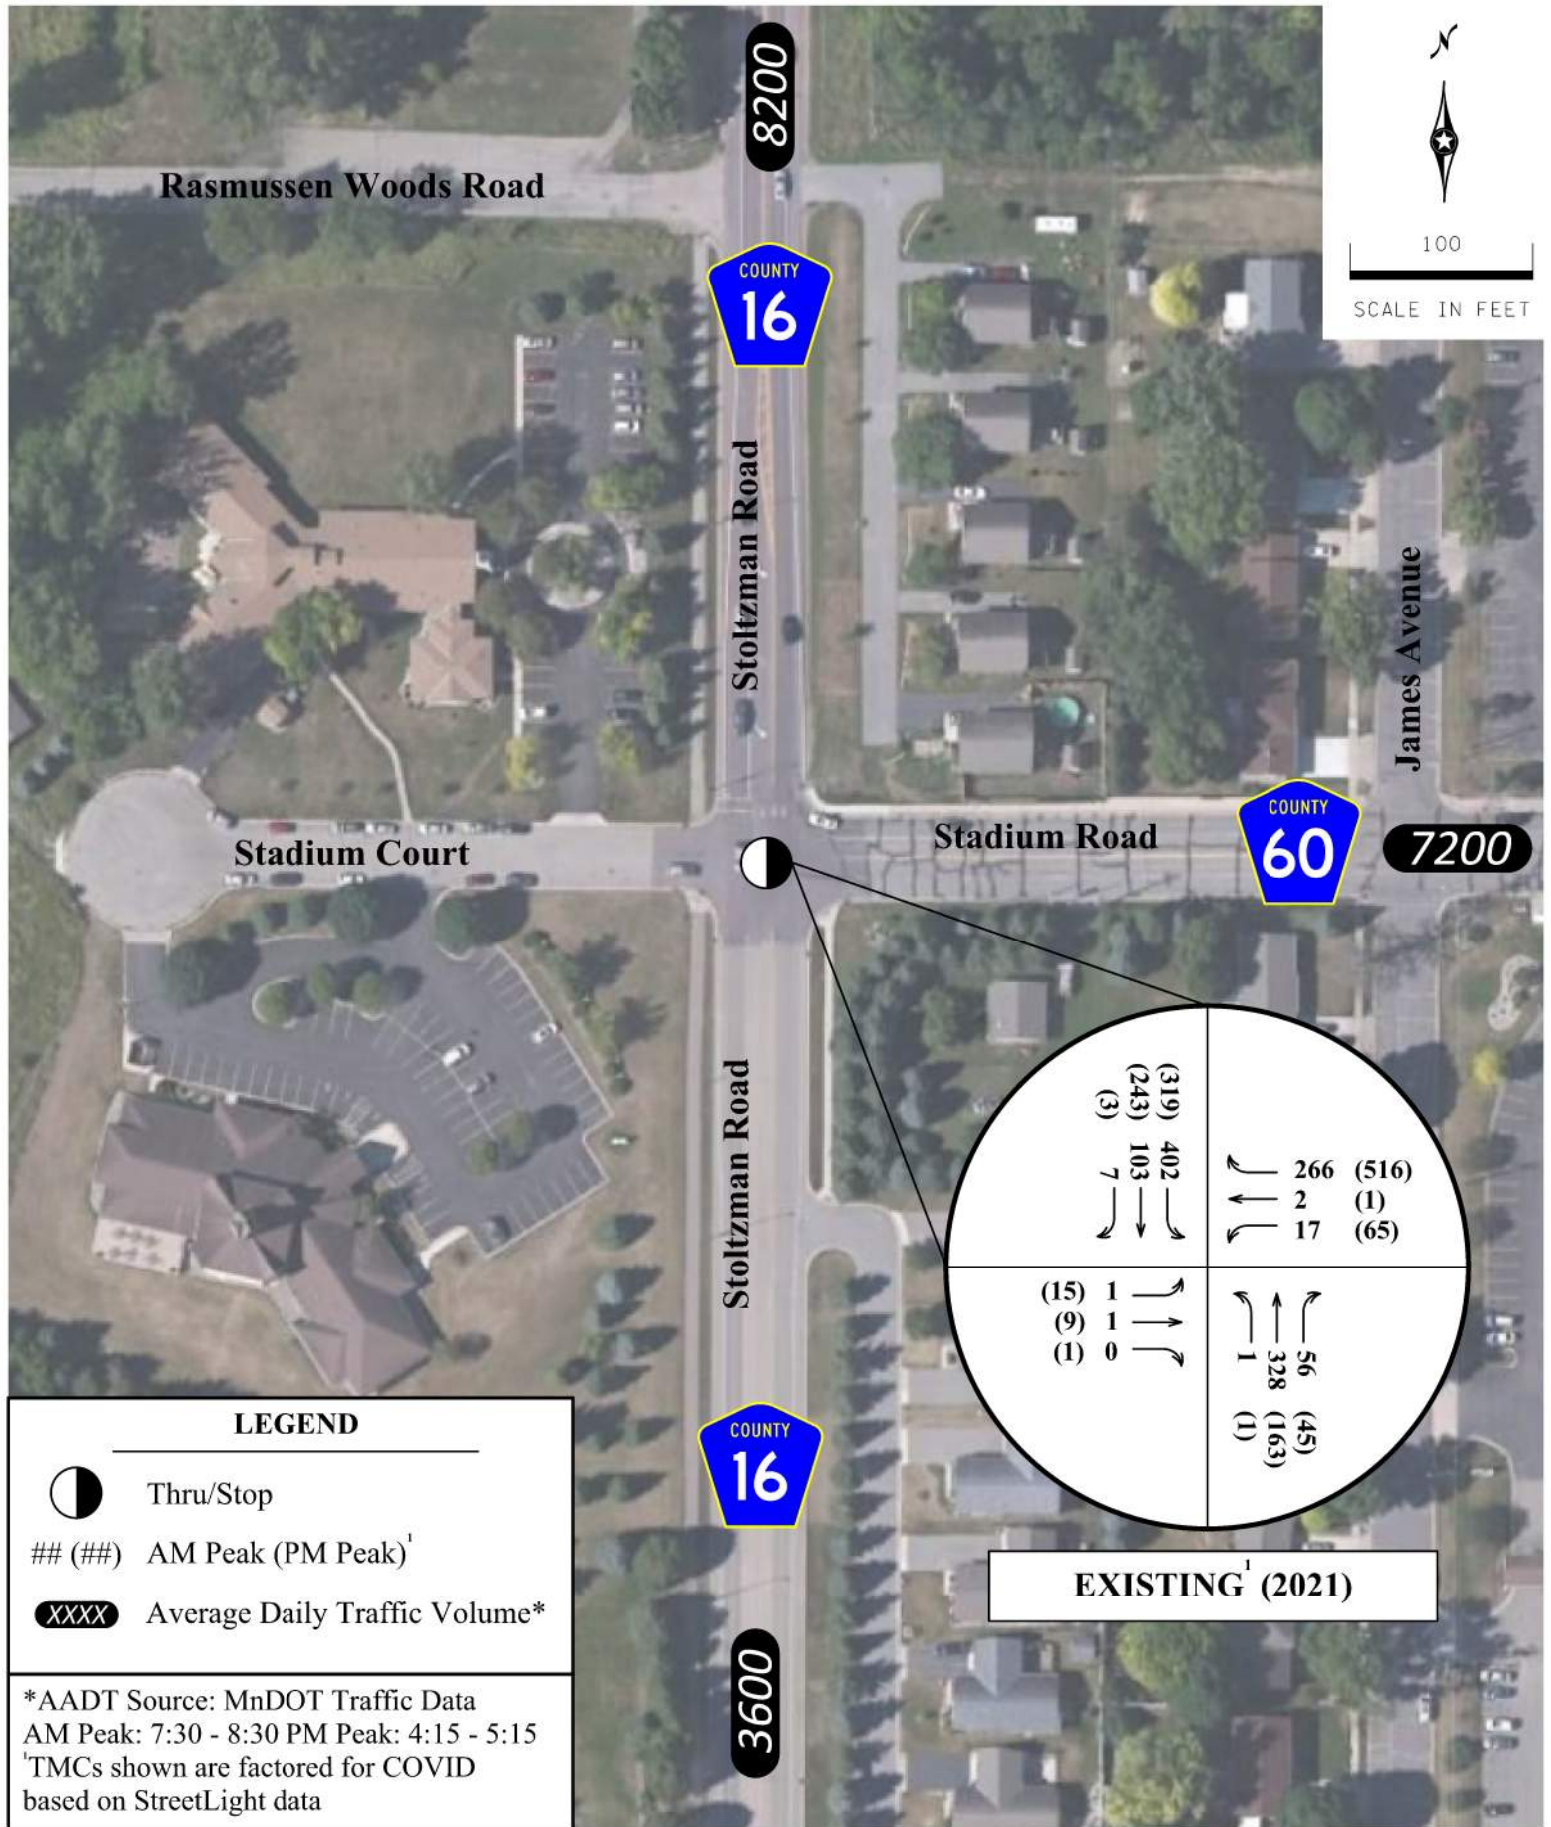 N
8200
100
SCALE IN FEET
Rasmussen Woods Road
COUNTY
16
Stoltzman Road
James Avenue
COUNTY
60
7200
Stadium Court
Stadium Road
(319) 402
(243) 103
(3) 7
266 (516)
2 (1)
17 (65)
(15) 1
(9) 1
(1) 0
56 (45)
328 (163)
1 (1)
Stoltzman Road
COUNTY
16
3600
EXISTING¹ (2021)
LEGEND
Thru/Stop
## (##) AM Peak (PM Peak)¹
XXXX Average Daily Traffic Volume*
*AADT Source: MnDOT Traffic Data
AM Peak: 7:30 - 8:30 PM Peak: 4:15 - 5:15
¹TMCs shown are factored for COVID
based on StreetLight data